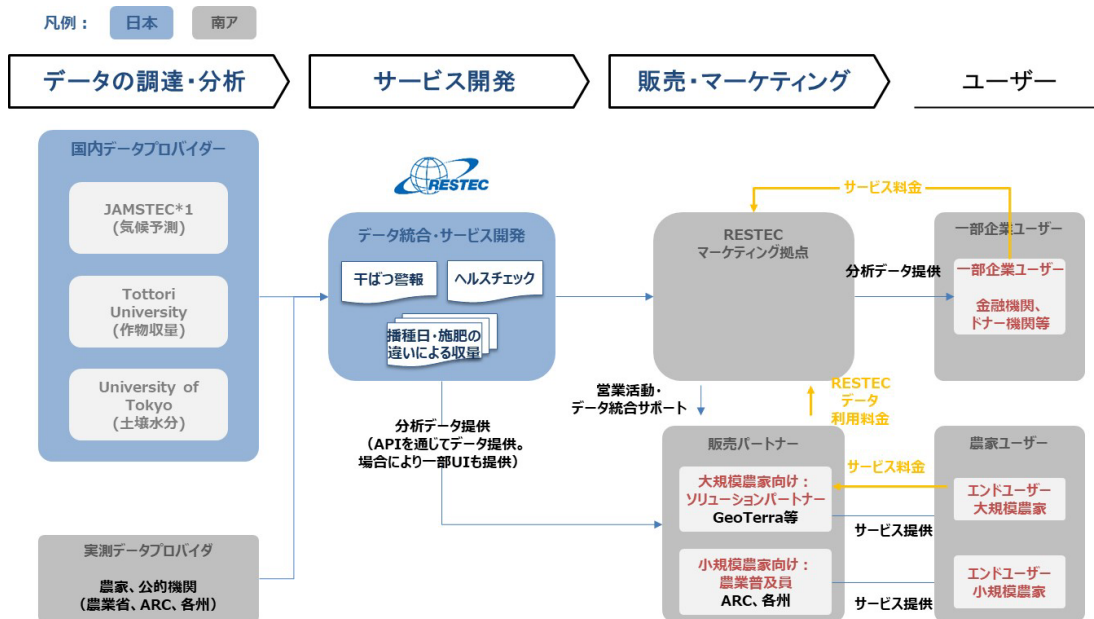 凡例：
日本
南ア
データの調達・分析
サービス開発
販売・マーケティング
ユーザー
国内データプロバイダー
JAMSTEC*1
(気候予測)
Tottori
University
(作物収量)
University of
Tokyo
(土壌水分)
実測データプロバイダ
農家、公的機関
（農業省、ARC、各州）
RESTEC
データ統合・サービス開発
干ばつ警報
ヘルスチェック
播種日・施肥の
違いによる収量
分析データ提供
（APIを通じてデータ提供。
場合により一部UIも提供）
RESTEC
マーケティング拠点
サービス料金
分析データ提供
一部企業ユーザー
一部企業ユーザー
金融機関、
ドナー機関等
営業活動・
データ統合サポート
RESTEC
データ
利用料金
販売パートナー
大規模農家向け：
ソリューションパートナー
GeoTerra等
小規模農家向け：
農業普及員
ARC、各州
サービス料金
サービス提供
サービス提供
農家ユーザー
エンドユーザー
大規模農家
エンドユーザー
小規模農家